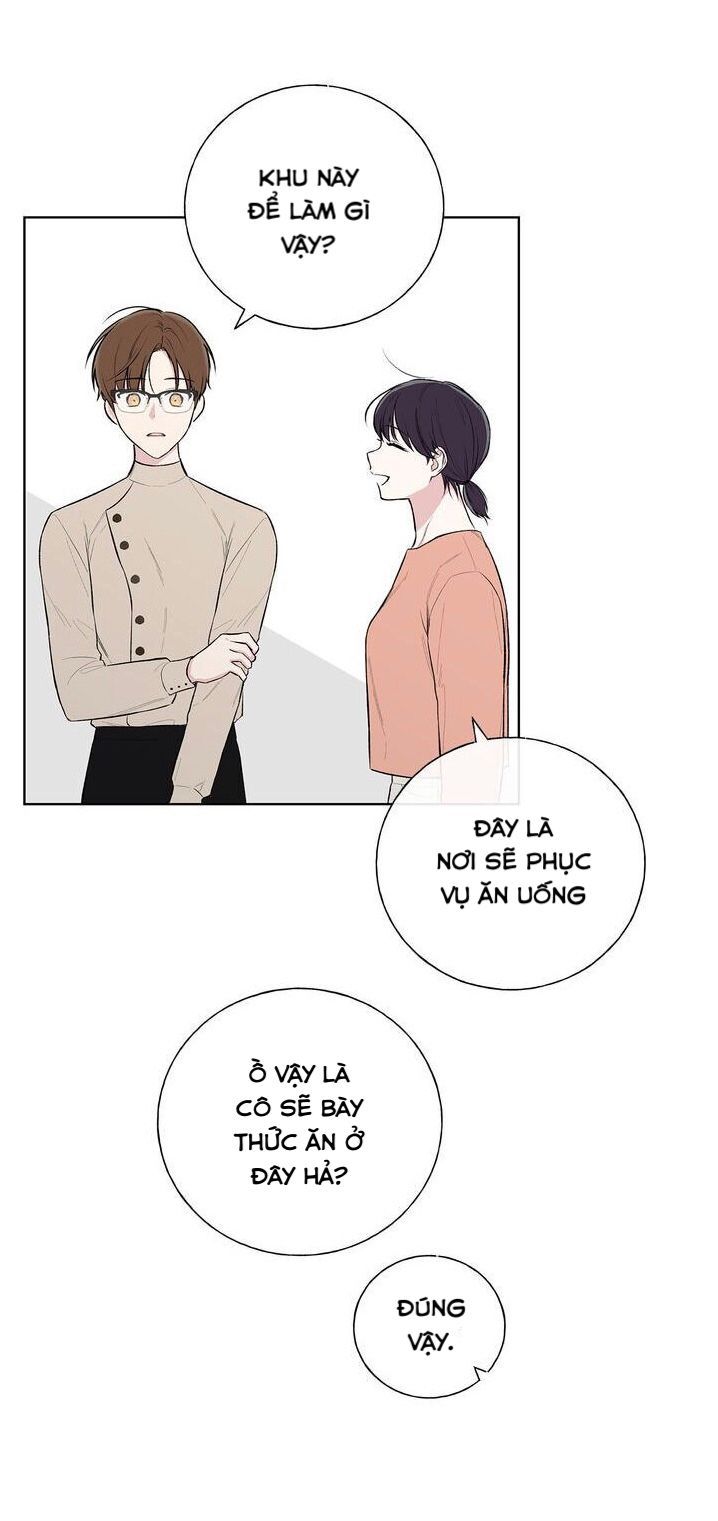 KHU NÀY
ĐỂ LÀM GÌ
VẬY?
ĐÂY LÀ
NƠI SẼ PHỤC
VỤ ĂN UỐNG
Ồ VẬY LÀ
CÔ SẼ BÀY
THỨC ĂN Ở
ĐÂY HẢ?
ĐÚNG
VẬY.